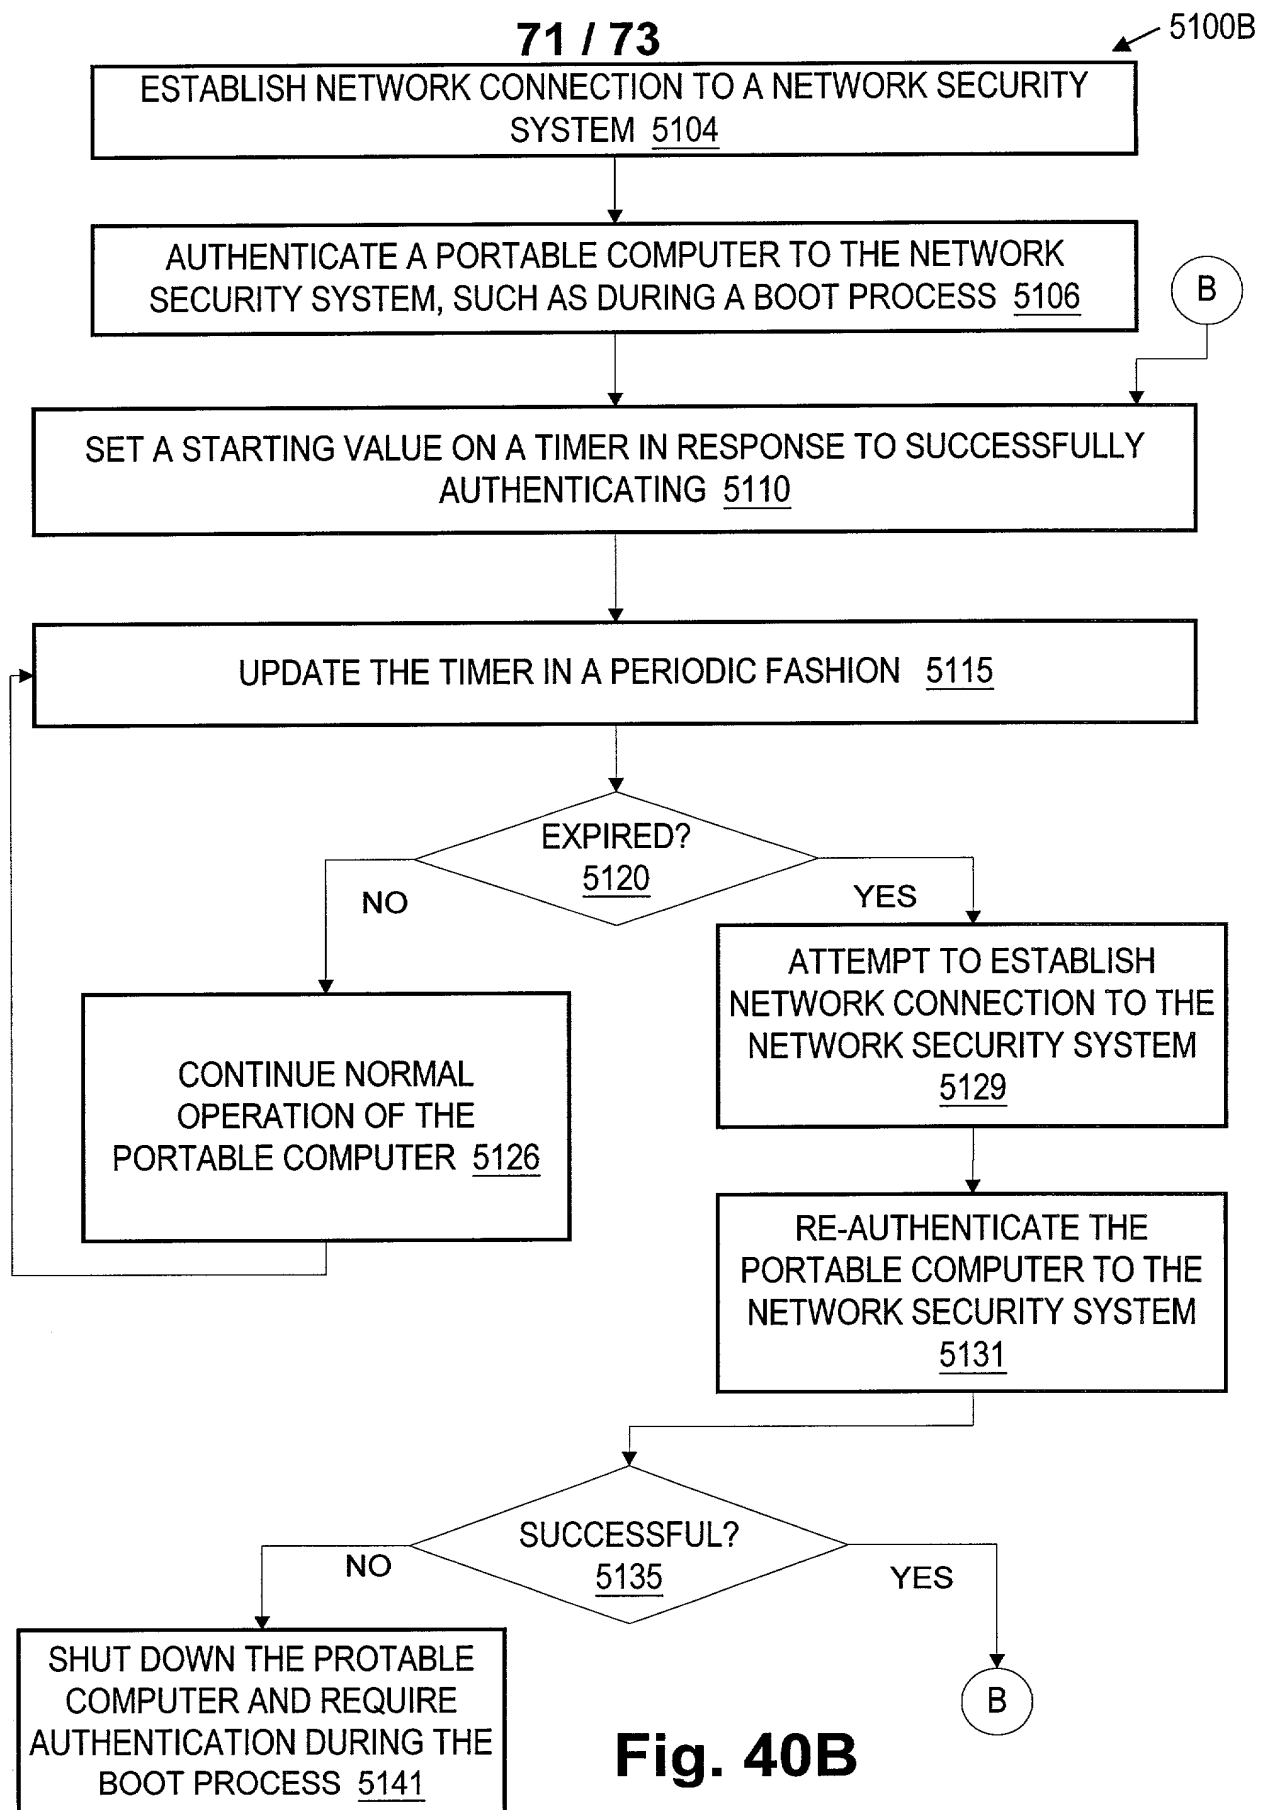 71 / 73
5100B
ESTABLISH NETWORK CONNECTION TO A NETWORK SECURITY
SYSTEM 5104
AUTHENTICATE A PORTABLE COMPUTER TO THE NETWORK
SECURITY SYSTEM, SUCH AS DURING A BOOT PROCESS 5106
B
SET A STARTING VALUE ON A TIMER IN RESPONSE TO SUCCESSFULLY
AUTHENTICATING 5110
UPDATE THE TIMER IN A PERIODIC FASHION 5115
EXPIRED?
5120
NO
YES
CONTINUE NORMAL
OPERATION OF THE
PORTABLE COMPUTER 5126
ATTEMPT TO ESTABLISH
NETWORK CONNECTION TO THE
NETWORK SECURITY SYSTEM
5129
RE-AUTHENTICATE THE
PORTABLE COMPUTER TO THE
NETWORK SECURITY SYSTEM
5131
SUCCESSFUL?
5135
NO
YES
SHUT DOWN THE PROTABLE
COMPUTER AND REQUIRE
AUTHENTICATION DURING THE
BOOT PROCESS 5141
B
Fig. 40B